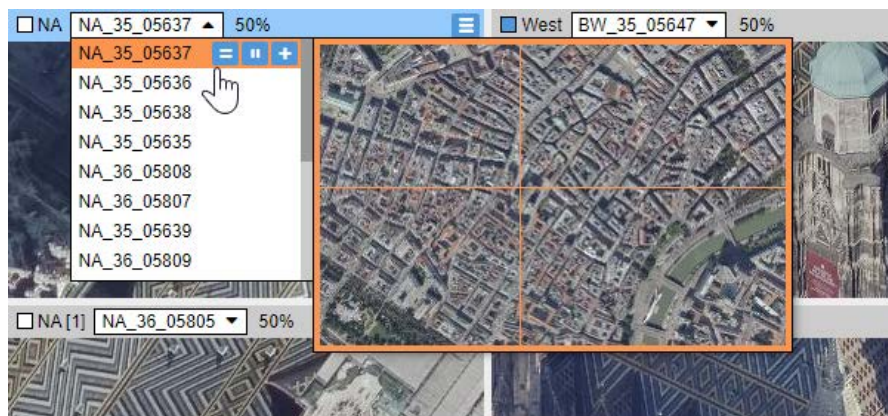 NA NA_35_05637 50%
West BW_35_05647 50%
NA_35_05637
NA_35_05636
NA_35_05638
NA_35_05635
NA_36_05808
NA_36_05807
NA_35_05639
NA_36_05809
NA [1] NA_36_05805 50%